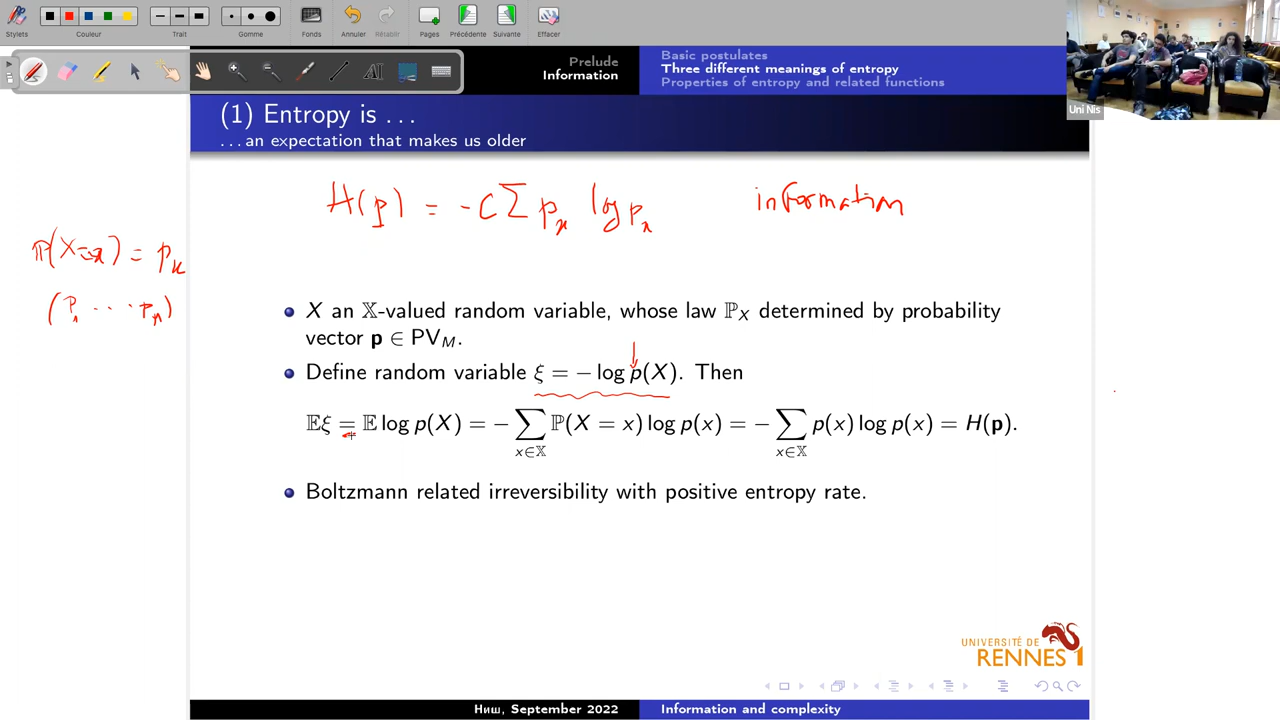 Stylets
Couleur
Trait
Gomme
Fonds
Annuler
Rétablir
Pages
Précédente
Suivante
Effacer
Uni Nis
Prelude
Information
Basic postulates
Three different meanings of entropy
Properties of entropy and related functions
(1) Entropy is . . .
. . . an expectation that makes us older
H(p) = -C Σ pₓ log pₓ
information
ℙ(X=x) = pₓ
(p₁ ... pₙ)
X an 𝕏-valued random variable, whose law ℙ_X determined by probability
vector p ∈ PV_M.
Define random variable ξ = − log p(X). Then
𝔼ξ = 𝔼 log p(X) = − ∑_{x∈𝕏} ℙ(X = x) log p(x) = − ∑_{x∈𝕏} p(x) log p(x) = H(p).
Boltzmann related irreversibility with positive entropy rate.
UNIVERSITÉ DE
RENNES 1
Ниш, September 2022
Information and complexity